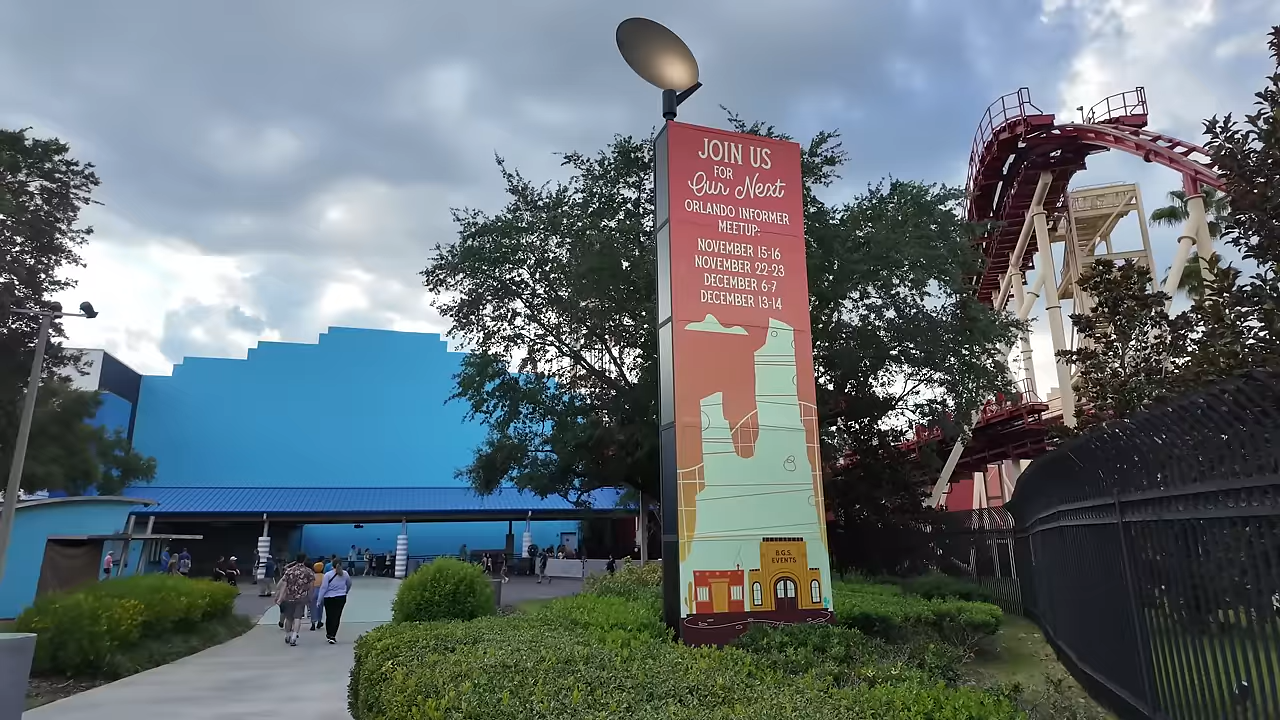 JOIN US
FOR
Our Next
ORLANDO INFORMER
MEETUP:
NOVEMBER 15-16
NOVEMBER 22-23
DECEMBER 6-7
DECEMBER 13-14
B.G.S.
EVENTS